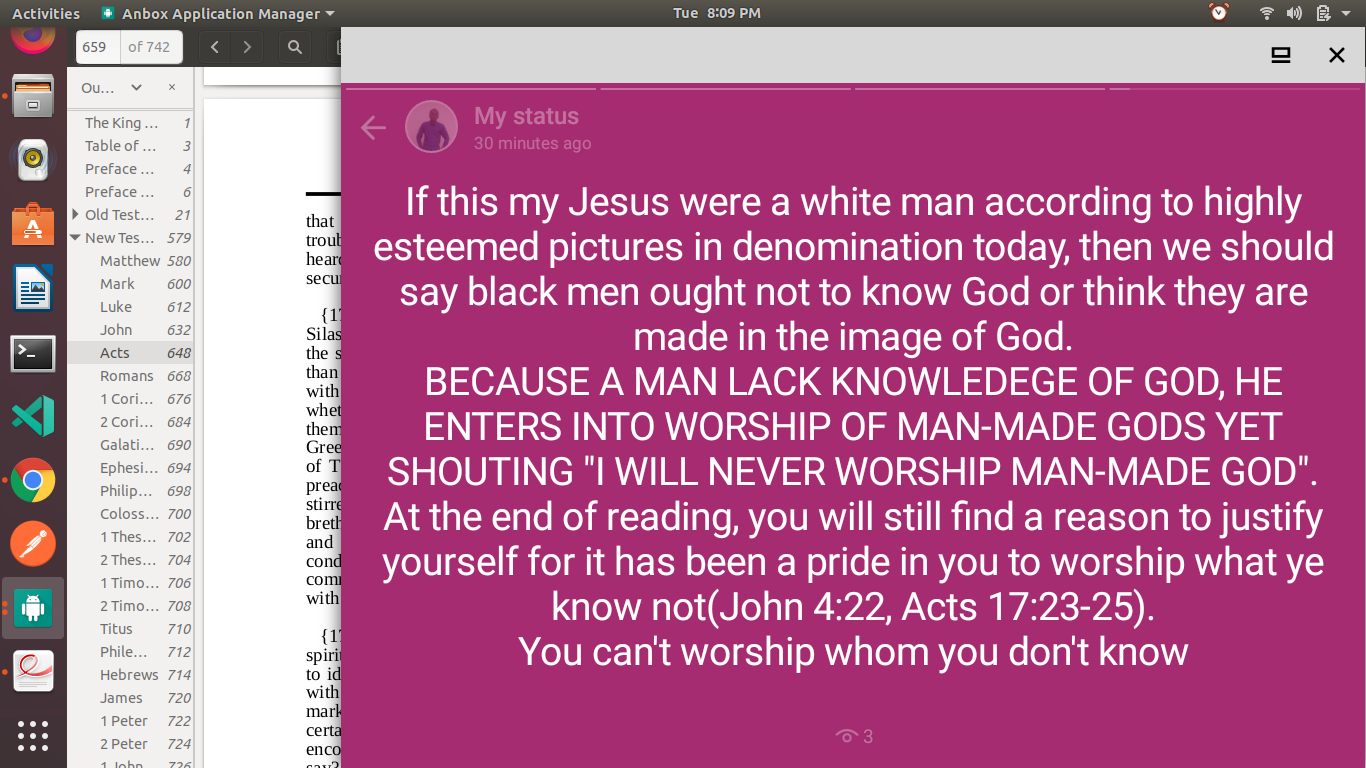 Activities
Anbox Application Manager
Tue 8:09 PM
659 of 742
Ou...
The King ... 1
Table of ... 3
Preface ... 4
Preface ... 6
Old Test... 21
New Tes... 579
Matthew 580
Mark 600
Luke 612
John 632
Acts 648
Romans 668
1 Cori... 676
2 Cori... 684
Galati... 690
Ephesi... 694
Philip... 698
Coloss... 700
1 Thes... 702
2 Thes... 704
1 Timo... 706
2 Timo... 708
Titus 710
Phile... 712
Hebrews 714
James 720
1 Peter 722
2 Peter 724
1 John 726
that
troub
heard
secu
{17
Silas
the s
than
with
whet
them
Gree
of T
preac
stirre
breth
and
cond
comm
with
{17
spirit
to id
with
mark
certa
enco
say?
My status
30 minutes ago
If this my Jesus were a white man according to highly
esteemed pictures in denomination today, then we should
say black men ought not to know God or think they are
made in the image of God.
BECAUSE A MAN LACK KNOWLEDEGE OF GOD, HE
ENTERS INTO WORSHIP OF MAN-MADE GODS YET
SHOUTING "I WILL NEVER WORSHIP MAN-MADE GOD".
At the end of reading, you will still find a reason to justify
yourself for it has been a pride in you to worship what ye
know not(John 4:22, Acts 17:23-25).
You can't worship whom you don't know
3